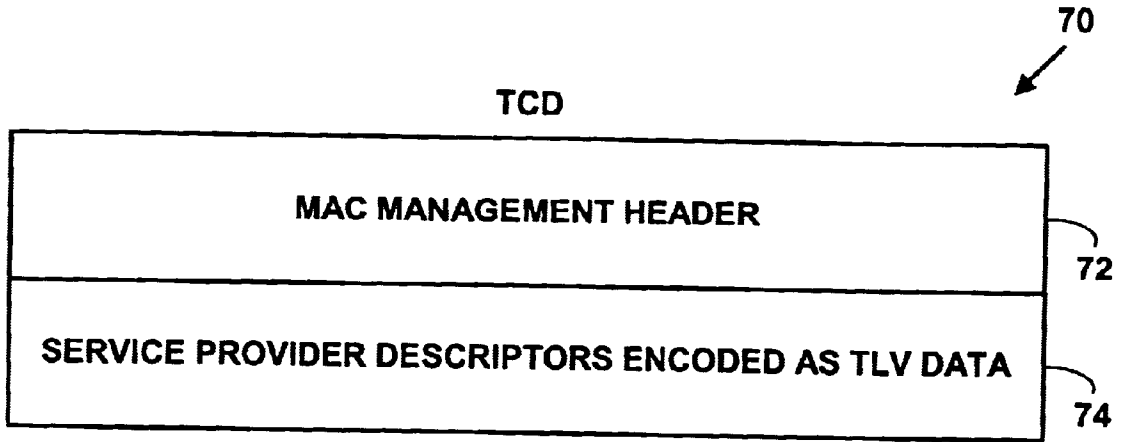 70
TCD
MAC MANAGEMENT HEADER
72
SERVICE PROVIDER DESCRIPTORS ENCODED AS TLV DATA
74